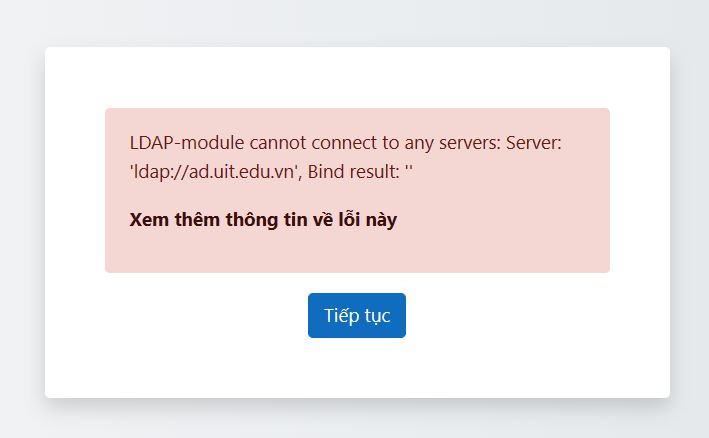 LDAP-module cannot connect to any servers: Server:
'ldap://ad.uit.edu.vn', Bind result: ''
Xem thêm thông tin về lỗi này
Tiếp tục